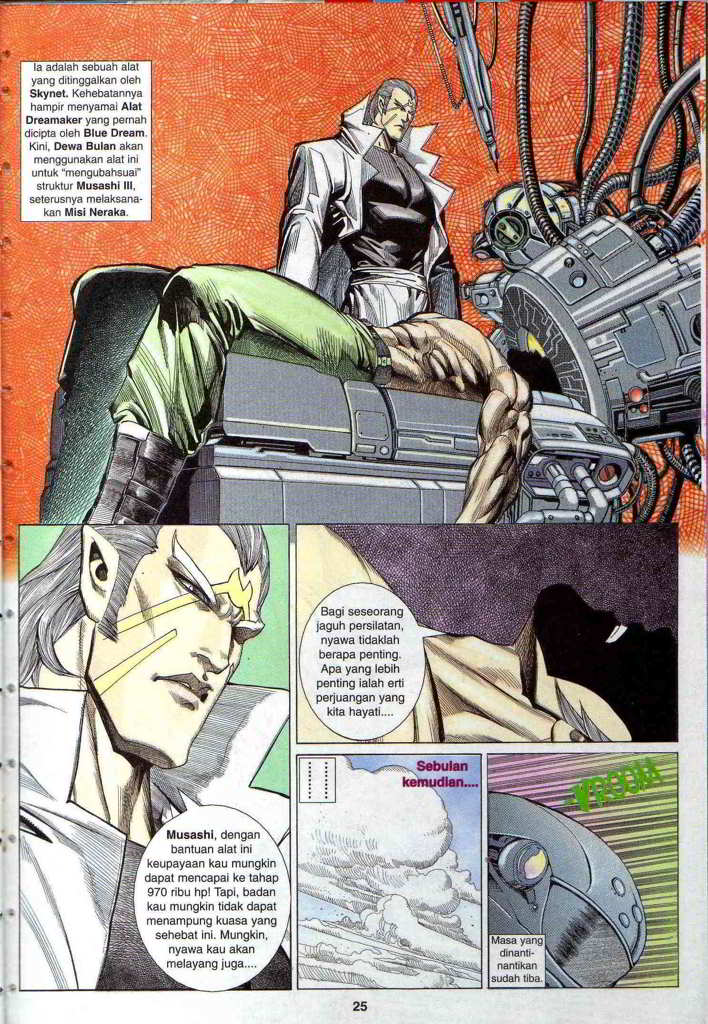 Ia adalah sebuah alat
yang ditinggalkan oleh
Skynet. Kehebatannya
hampir menyamai Alat
Dreamaker yang pernah
dicipta oleh Blue Dream.
Kini, Dewa Bulan akan
menggunakan alat ini
untuk "mengubahsuai"
struktur Musashi III,
seterusnya melaksana-
kan Misi Neraka.
Bagi seseorang
jaguh persilatan,
nyawa tidaklah
berapa penting.
Apa yang lebih
penting ialah erti
perjuangan yang
kita hayati....
Musashi, dengan
bantuan alat ini
keupayaan kau mungkin
dapat mencapai ke tahap
970 ribu hp! Tapi, badan
kau mungkin tidak dapat
menampung kuasa yang
sehebat ini. Mungkin,
nyawa kau akan
melayang juga....
Sebulan
kemudian....
VROOM
Masa yang
dinanti-
nantikan
sudah tiba.
25